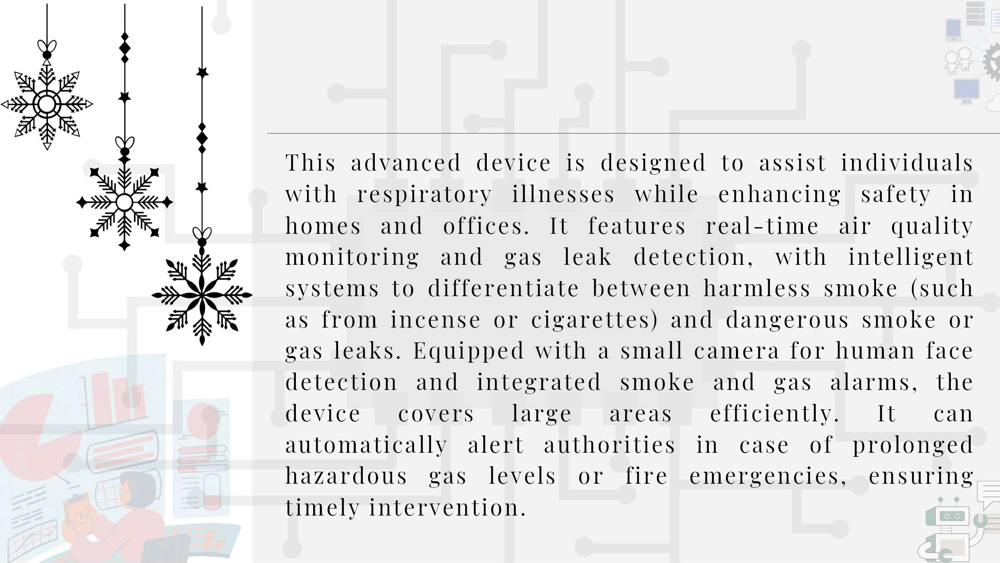 This advanced device is designed to assist individuals
with respiratory illnesses while enhancing safety in
homes and offices. It features real-time air quality
monitoring and gas leak detection, with intelligent
systems to differentiate between harmless smoke (such
as from incense or cigarettes) and dangerous smoke or
gas leaks. Equipped with a small camera for human face
detection and integrated smoke and gas alarms, the
device covers large areas efficiently. It can
automatically alert authorities in case of prolonged
hazardous gas levels or fire emergencies, ensuring
timely intervention.